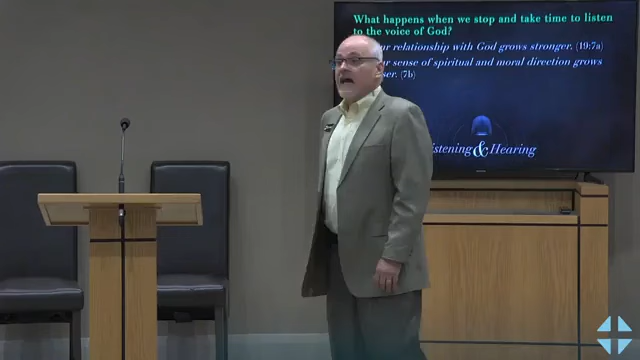 What happens when we stop and take time to listen
to the voice of God?
ur relationship with God grows stronger. (19:7a)
r sense of spiritual and moral direction grows
ser. (7b)
istening & Hearing